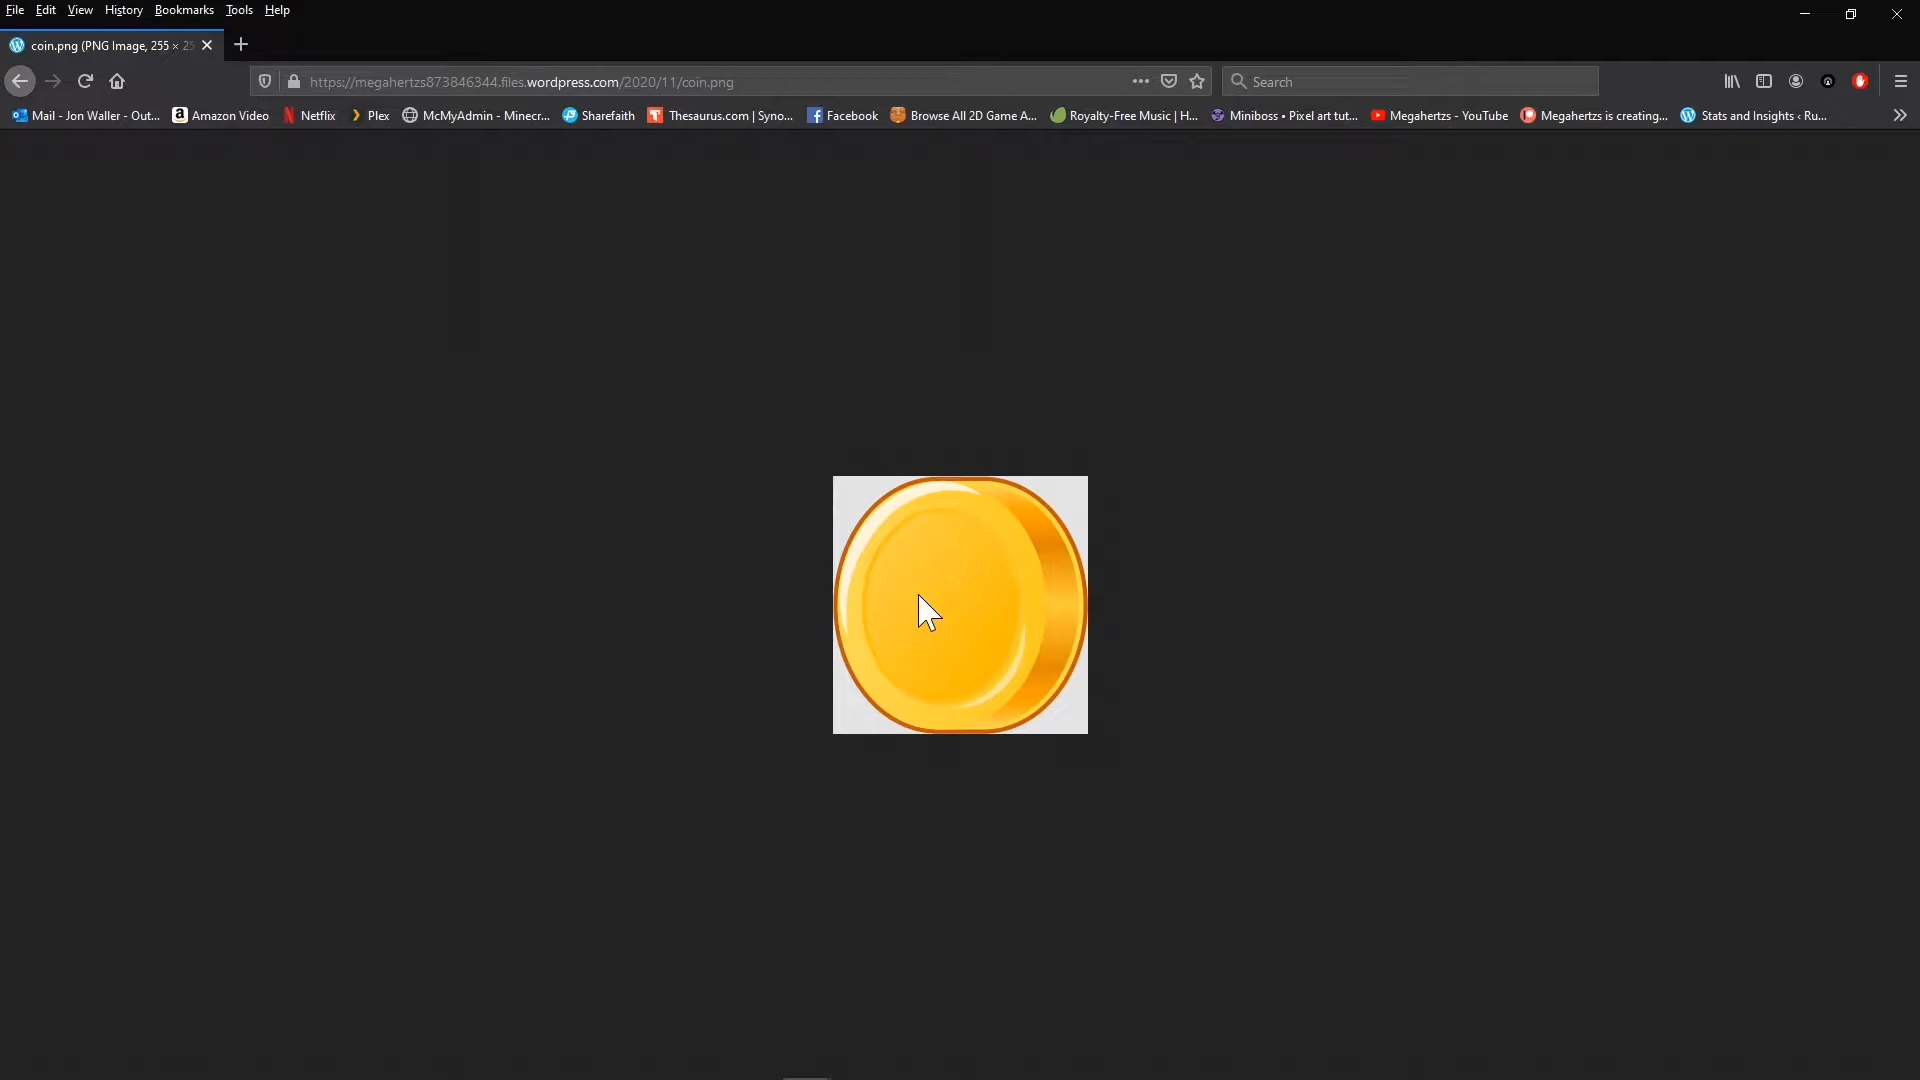 File Edit View History Bookmarks Tools Help
coin.png (PNG Image, 255 × 25
https://megahertzs873846344.files.wordpress.com/2020/11/coin.png
Search
Mail - Jon Waller - Out... Amazon Video Netflix Plex McMyAdmin - Minecr... Sharefaith Thesaurus.com | Syno... Facebook Browse All 2D Game A... Royalty-Free Music | H... Miniboss • Pixel art tut... Megahertzs - YouTube Megahertzs is creating... Stats and Insights ‹ Ru...